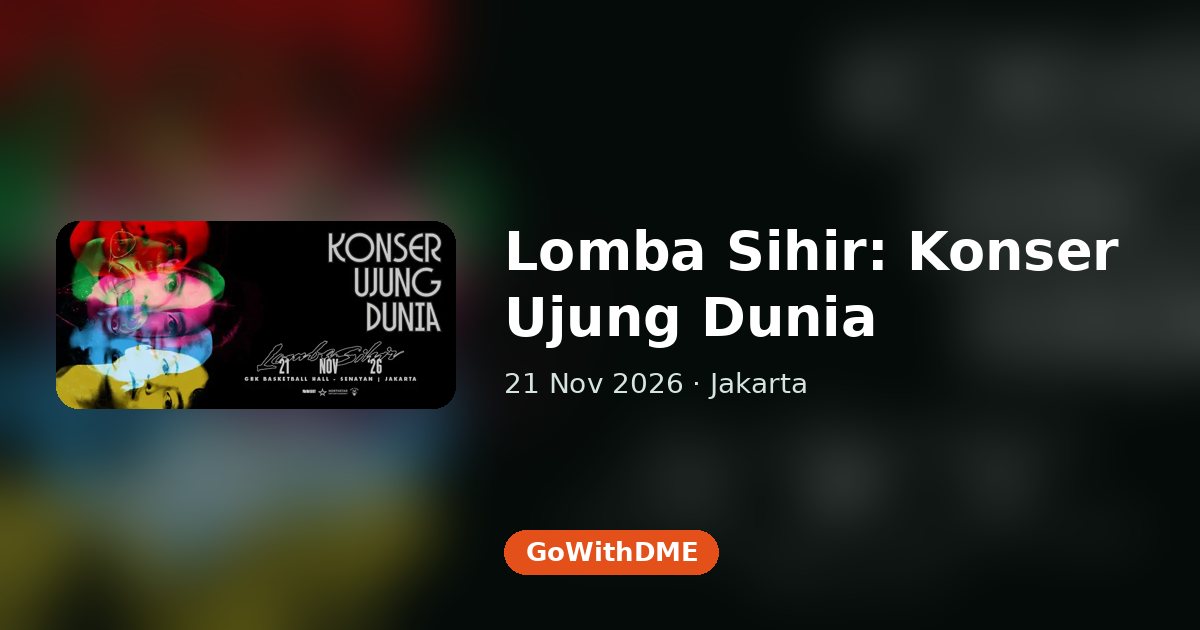 KONSER
UJUNG
DUNIA
Lomba Sihir
21 NOV '26
GBK BASKETBALL HALL - SENAYAN | JAKARTA
Lomba Sihir: Konser
Ujung Dunia
21 Nov 2026 · Jakarta
GoWithDME